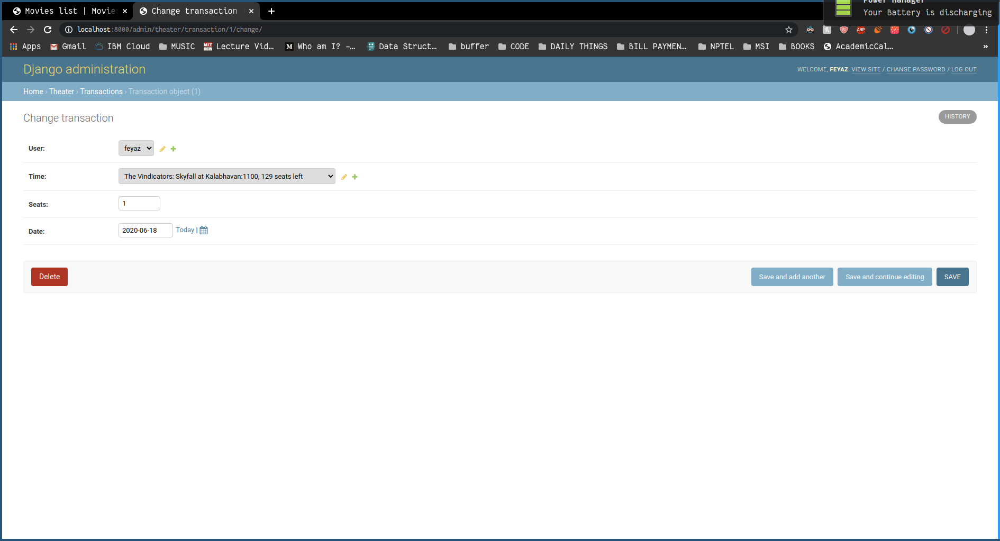 Movies list | Movie
Change transaction
Power Manager
Your Battery is discharging
localhost:8000/admin/theater/transaction/1/change/
ABP
Apps Gmail IBM Cloud MUSIC MIT OCW Lecture Vid… M Who am I? –… Data Struct… buffer CODE DAILY THINGS BILL PAYMEN… NPTEL MSI BOOKS AcademicCal… »
Django administration
WELCOME, FEYAZ. VIEW SITE / CHANGE PASSWORD / LOG OUT
Home › Theater › Transactions › Transaction object (1)
Change transaction
HISTORY
User: feyaz
Time: The Vindicators: Skyfall at Kalabhavan:1100, 129 seats left
Seats: 1
Date: 2020-06-18 Today |
Delete Save and add another Save and continue editing SAVE